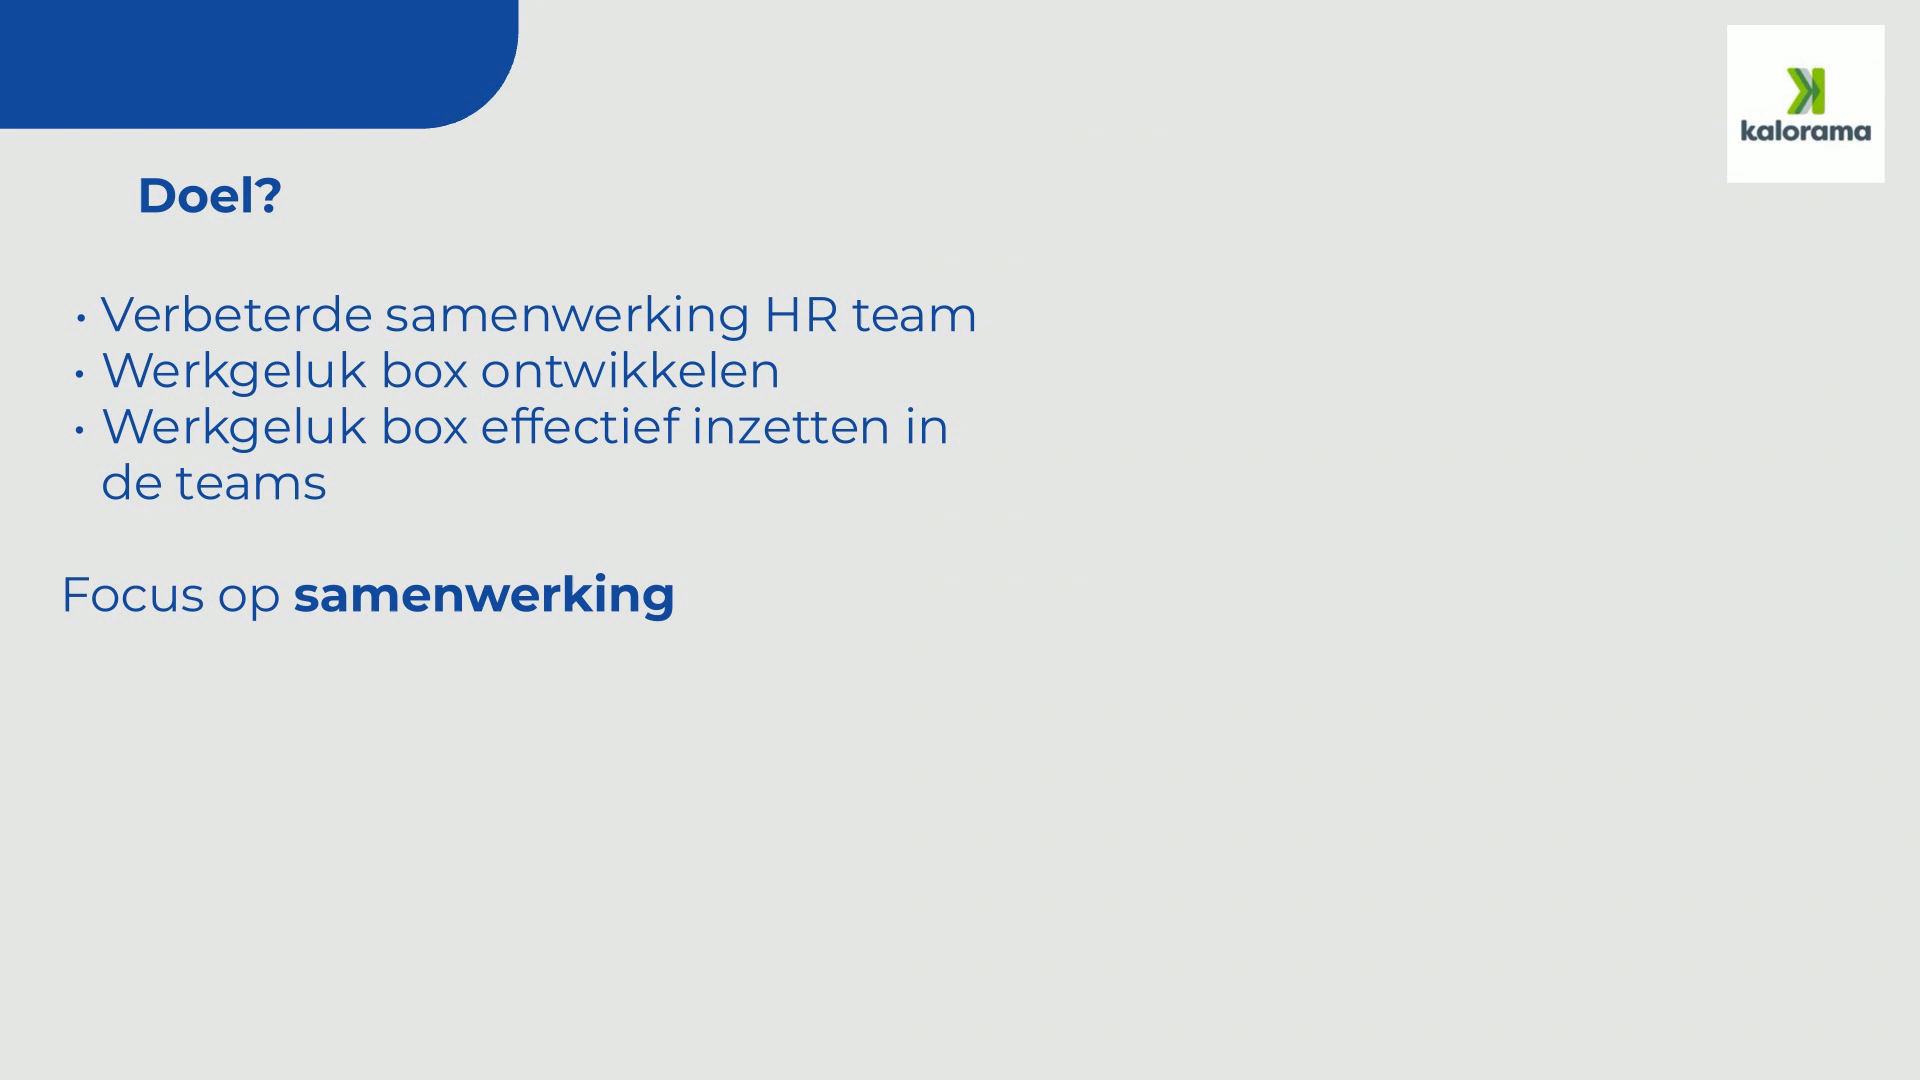 kalorama
Doel?
• Verbeterde samenwerking HR team
• Werkgeluk box ontwikkelen
• Werkgeluk box effectief inzetten in
de teams
Focus op samenwerking